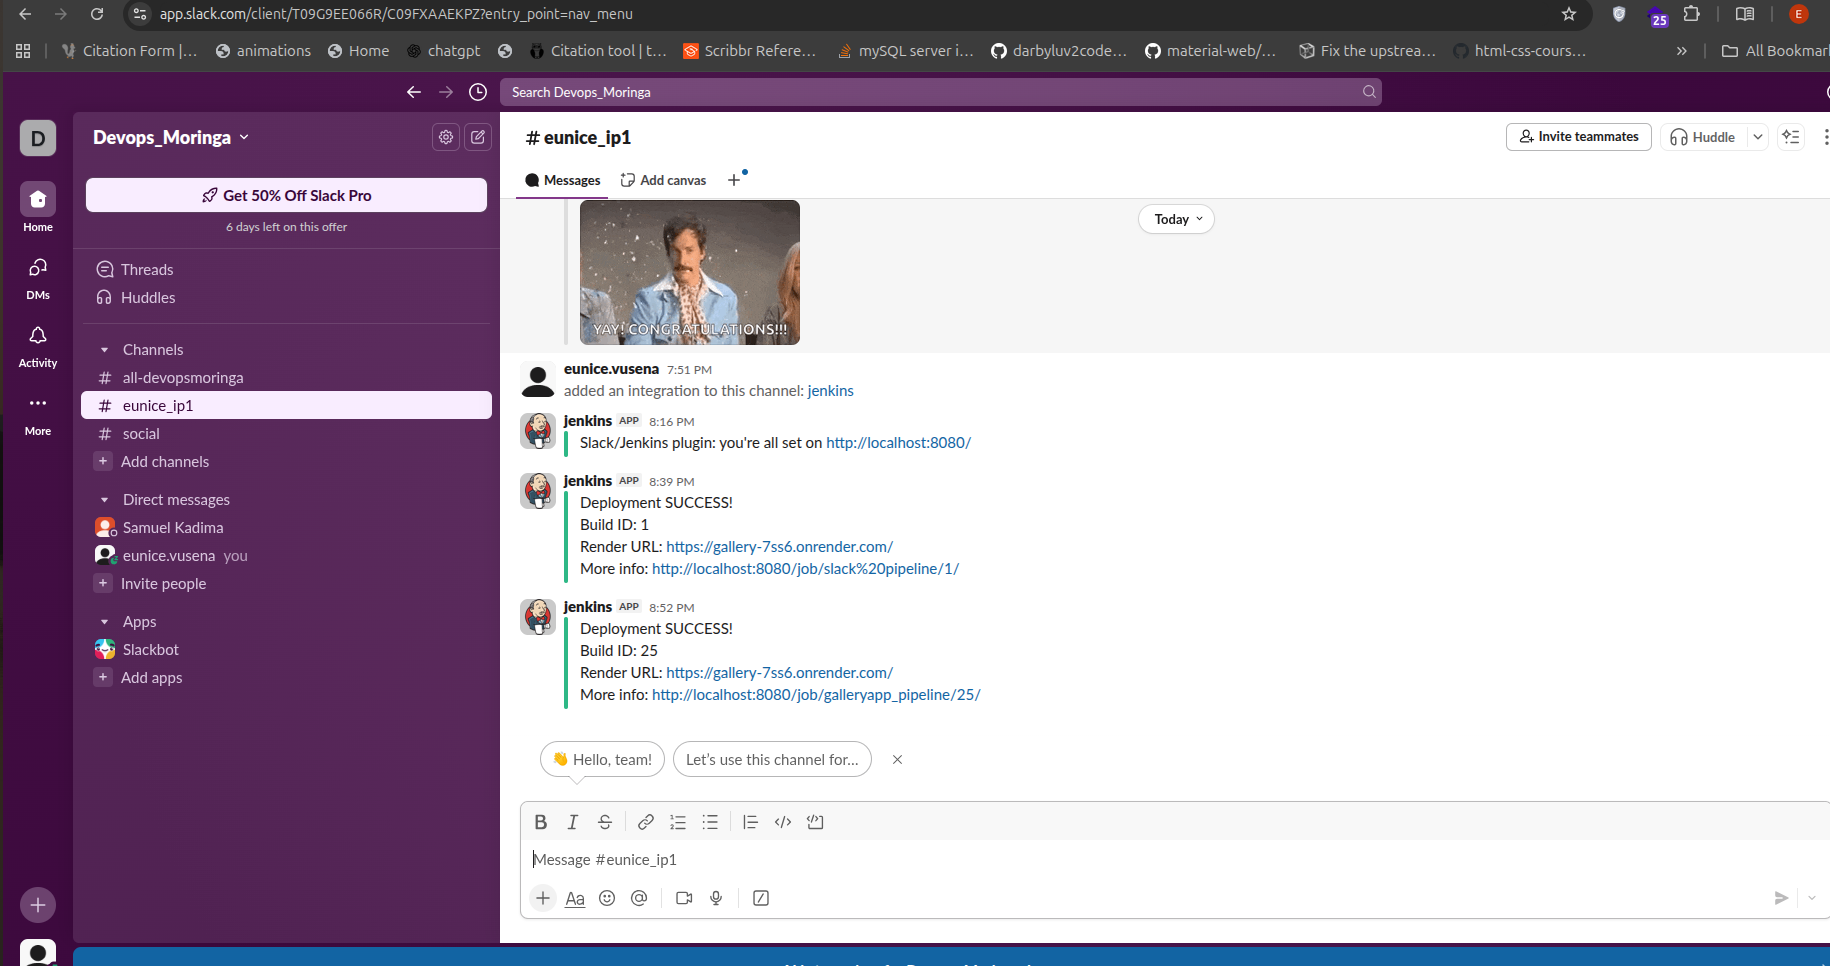 app.slack.com/client/T09G9EE066R/C09FXAAEKPZ?entry_point=nav_menu
25
E
Citation Form |...
animations
Home
chatgpt
Citation tool | t...
Scribbr Refere...
mySQL server i...
darbyluv2code...
material-web/...
Fix the upstrea...
html-css-cours...
»
All Bookmar
Search Devops_Moringa
D
Home
DMs
Activity
More
Devops_Moringa
Get 50% Off Slack Pro
6 days left on this offer
Threads
Huddles
Channels
# all-devopsmoringa
# eunice_ip1
# social
+ Add channels
Direct messages
Samuel Kadima
eunice.vusena you
+ Invite people
Apps
Slackbot
+ Add apps
# eunice_ip1
Invite teammates
Huddle
Messages
Add canvas
+
Today
YAY! CONGRATULATIONS!!!
eunice.vusena 7:51 PM
added an integration to this channel: jenkins
jenkins APP 8:16 PM
Slack/Jenkins plugin: you're all set on http://localhost:8080/
jenkins APP 8:39 PM
Deployment SUCCESS!
Build ID: 1
Render URL: https://gallery-7ss6.onrender.com/
More info: http://localhost:8080/job/slack%20pipeline/1/
jenkins APP 8:52 PM
Deployment SUCCESS!
Build ID: 25
Render URL: https://gallery-7ss6.onrender.com/
More info: http://localhost:8080/job/galleryapp_pipeline/25/
👋 Hello, team!
Let's use this channel for...
B I S
Message #eunice_ip1
+ Aa @